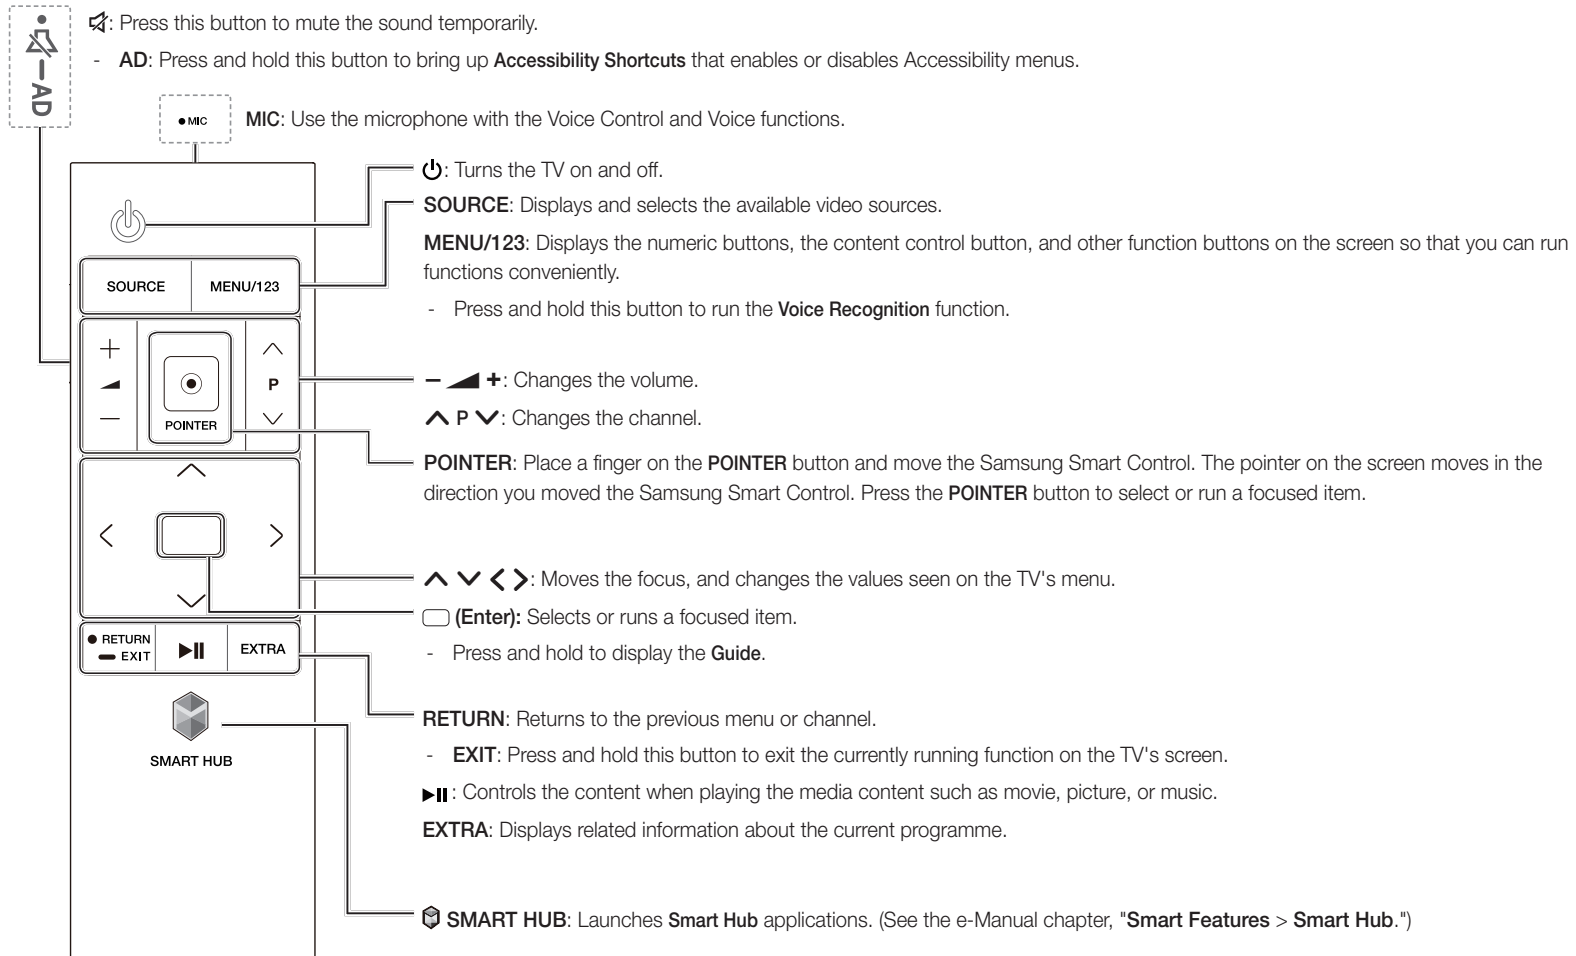 : Press this button to mute the sound temporarily.
- AD: Press and hold this button to bring up Accessibility Shortcuts that enables or disables Accessibility menus.
AD
MIC
MIC: Use the microphone with the Voice Control and Voice functions.
: Turns the TV on and off.
SOURCE: Displays and selects the available video sources.
MENU/123: Displays the numeric buttons, the content control button, and other function buttons on the screen so that you can run
functions conveniently.
- Press and hold this button to run the Voice Recognition function.
SOURCE
MENU/123
+
−
P
POINTER
− +: Changes the volume.
P : Changes the channel.
POINTER: Place a finger on the POINTER button and move the Samsung Smart Control. The pointer on the screen moves in the
direction you moved the Samsung Smart Control. Press the POINTER button to select or run a focused item.
: Moves the focus, and changes the values seen on the TV's menu.
(Enter): Selects or runs a focused item.
- Press and hold to display the Guide.
RETURN
EXIT
EXTRA
RETURN: Returns to the previous menu or channel.
- EXIT: Press and hold this button to exit the currently running function on the TV's screen.
: Controls the content when playing the media content such as movie, picture, or music.
EXTRA: Displays related information about the current programme.
SMART HUB
SMART HUB: Launches Smart Hub applications. (See the e-Manual chapter, "Smart Features > Smart Hub.")